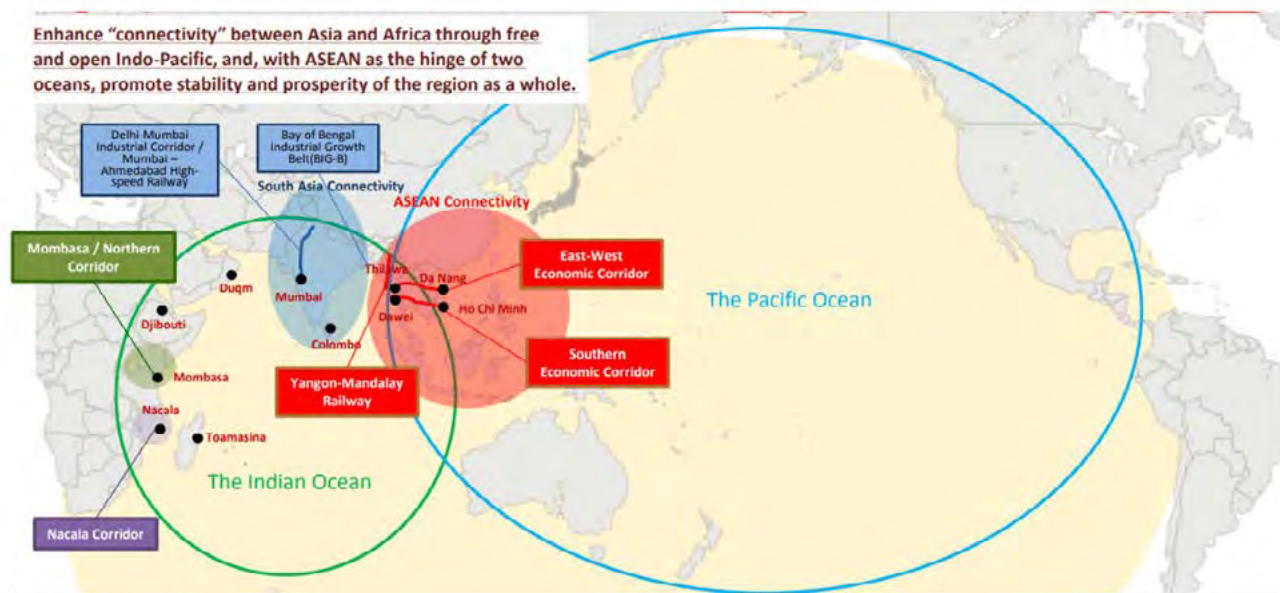 Enhance “connectivity” between Asia and Africa through free
and open Indo-Pacific, and, with ASEAN as the hinge of two
oceans, promote stability and prosperity of the region as a whole.
Delhi-Mumbai
Industrial Corridor /
Mumbai –
Ahmedabad High-
speed Railway
Bay of Bengal
Industrial Growth
Belt(BIG-B)
South Asia Connectivity
ASEAN Connectivity
Mombasa / Northern
Corridor
East-West
Economic Corridor
Duqm
Mumbai
Thilawa
Da Nang
Djibouti
Dawei
Ho Chi Minh
The Pacific Ocean
Colombo
Southern
Economic Corridor
Mombasa
Yangon-Mandalay
Railway
Nacala
Toamasina
The Indian Ocean
Nacala Corridor